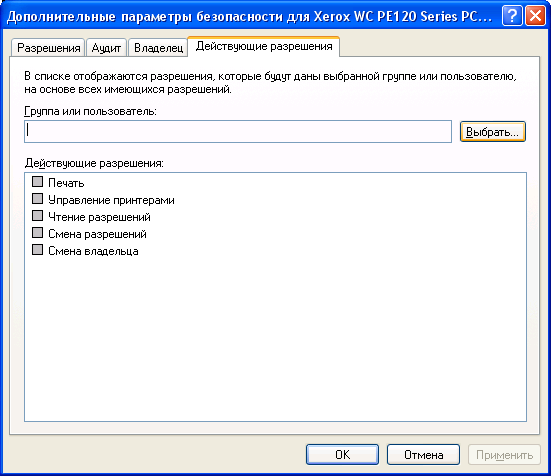 Дополнительные параметры безопасности для Xerox WC PE120 Series PC...
Разрешения Аудит Владелец Действующие разрешения
В списке отображаются разрешения, которые будут даны выбранной группе или пользователю,
на основе всех имеющихся разрешений.
Группа или пользователь:
Выбрать...
Действующие разрешения:
Печать
Управление принтерами
Чтение разрешений
Смена разрешений
Смена владельца
ОК Отмена Применить